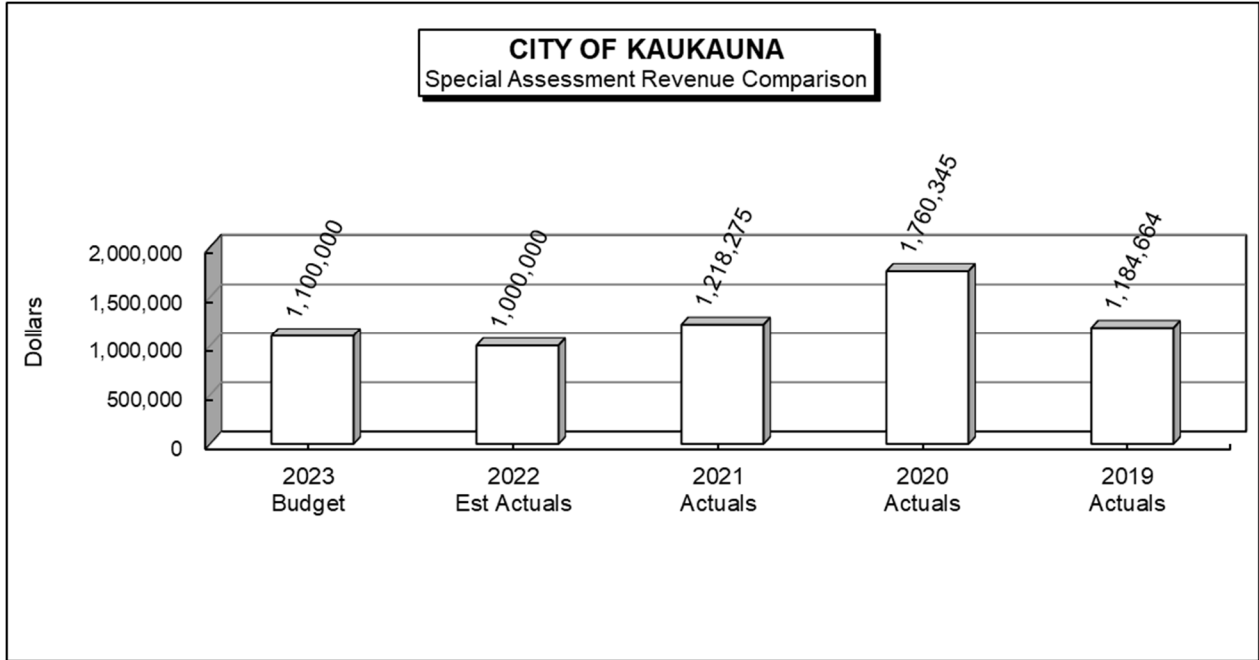 CITY OF KAUKAUNA
Special Assessment Revenue Comparison
Dollars
2,000,000
1,500,000
1,000,000
500,000
0
1,100,000
1,000,000
1,218,275
1,760,345
1,184,664
2023
Budget
2022
Est Actuals
2021
Actuals
2020
Actuals
2019
Actuals